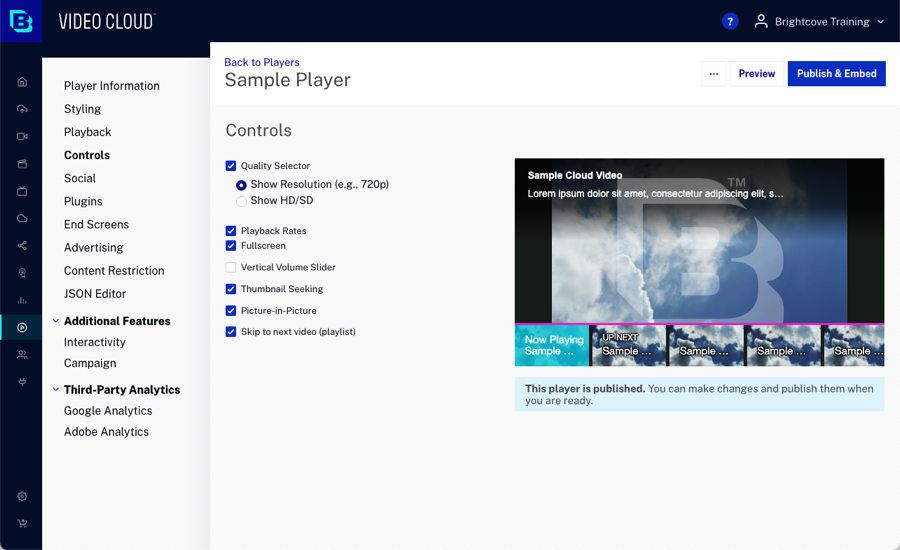 VIDEO CLOUD™
?
Brightcove Training
Back to Players
Sample Player
...
Preview
Publish & Embed
Player Information
Styling
Playback
Controls
Social
Plugins
End Screens
Advertising
Content Restriction
JSON Editor
Additional Features
Interactivity
Campaign
Third-Party Analytics
Google Analytics
Adobe Analytics
Controls
Quality Selector
Show Resolution (e.g., 720p)
Show HD/SD
Playback Rates
Fullscreen
Vertical Volume Slider
Thumbnail Seeking
Picture-in-Picture
Skip to next video (playlist)
Sample Cloud Video
Lorem ipsum dolor sit amet, consectetur adipiscing elit, s...
TM
Now Playing
Sample ...
UP NEXT
Sample ...
Sample ...
Sample ...
Sample ...
This player is published. You can make changes and publish them when
you are ready.